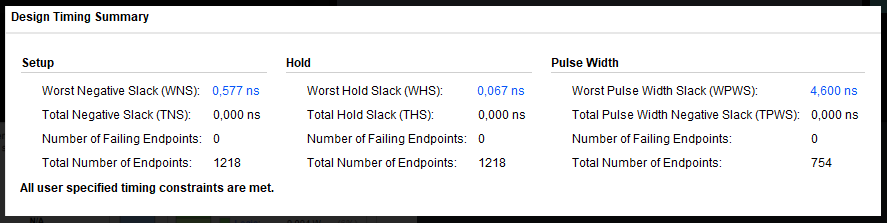 Design Timing Summary
Setup Hold Pulse Width
Worst Negative Slack (WNS): 0,577 ns Worst Hold Slack (WHS): 0,067 ns Worst Pulse Width Slack (WPWS): 4,600 ns
Total Negative Slack (TNS): 0,000 ns Total Hold Slack (THS): 0,000 ns Total Pulse Width Negative Slack (TPWS): 0,000 ns
Number of Failing Endpoints: 0 Number of Failing Endpoints: 0 Number of Failing Endpoints: 0
Total Number of Endpoints: 1218 Total Number of Endpoints: 1218 Total Number of Endpoints: 754
All user specified timing constraints are met.